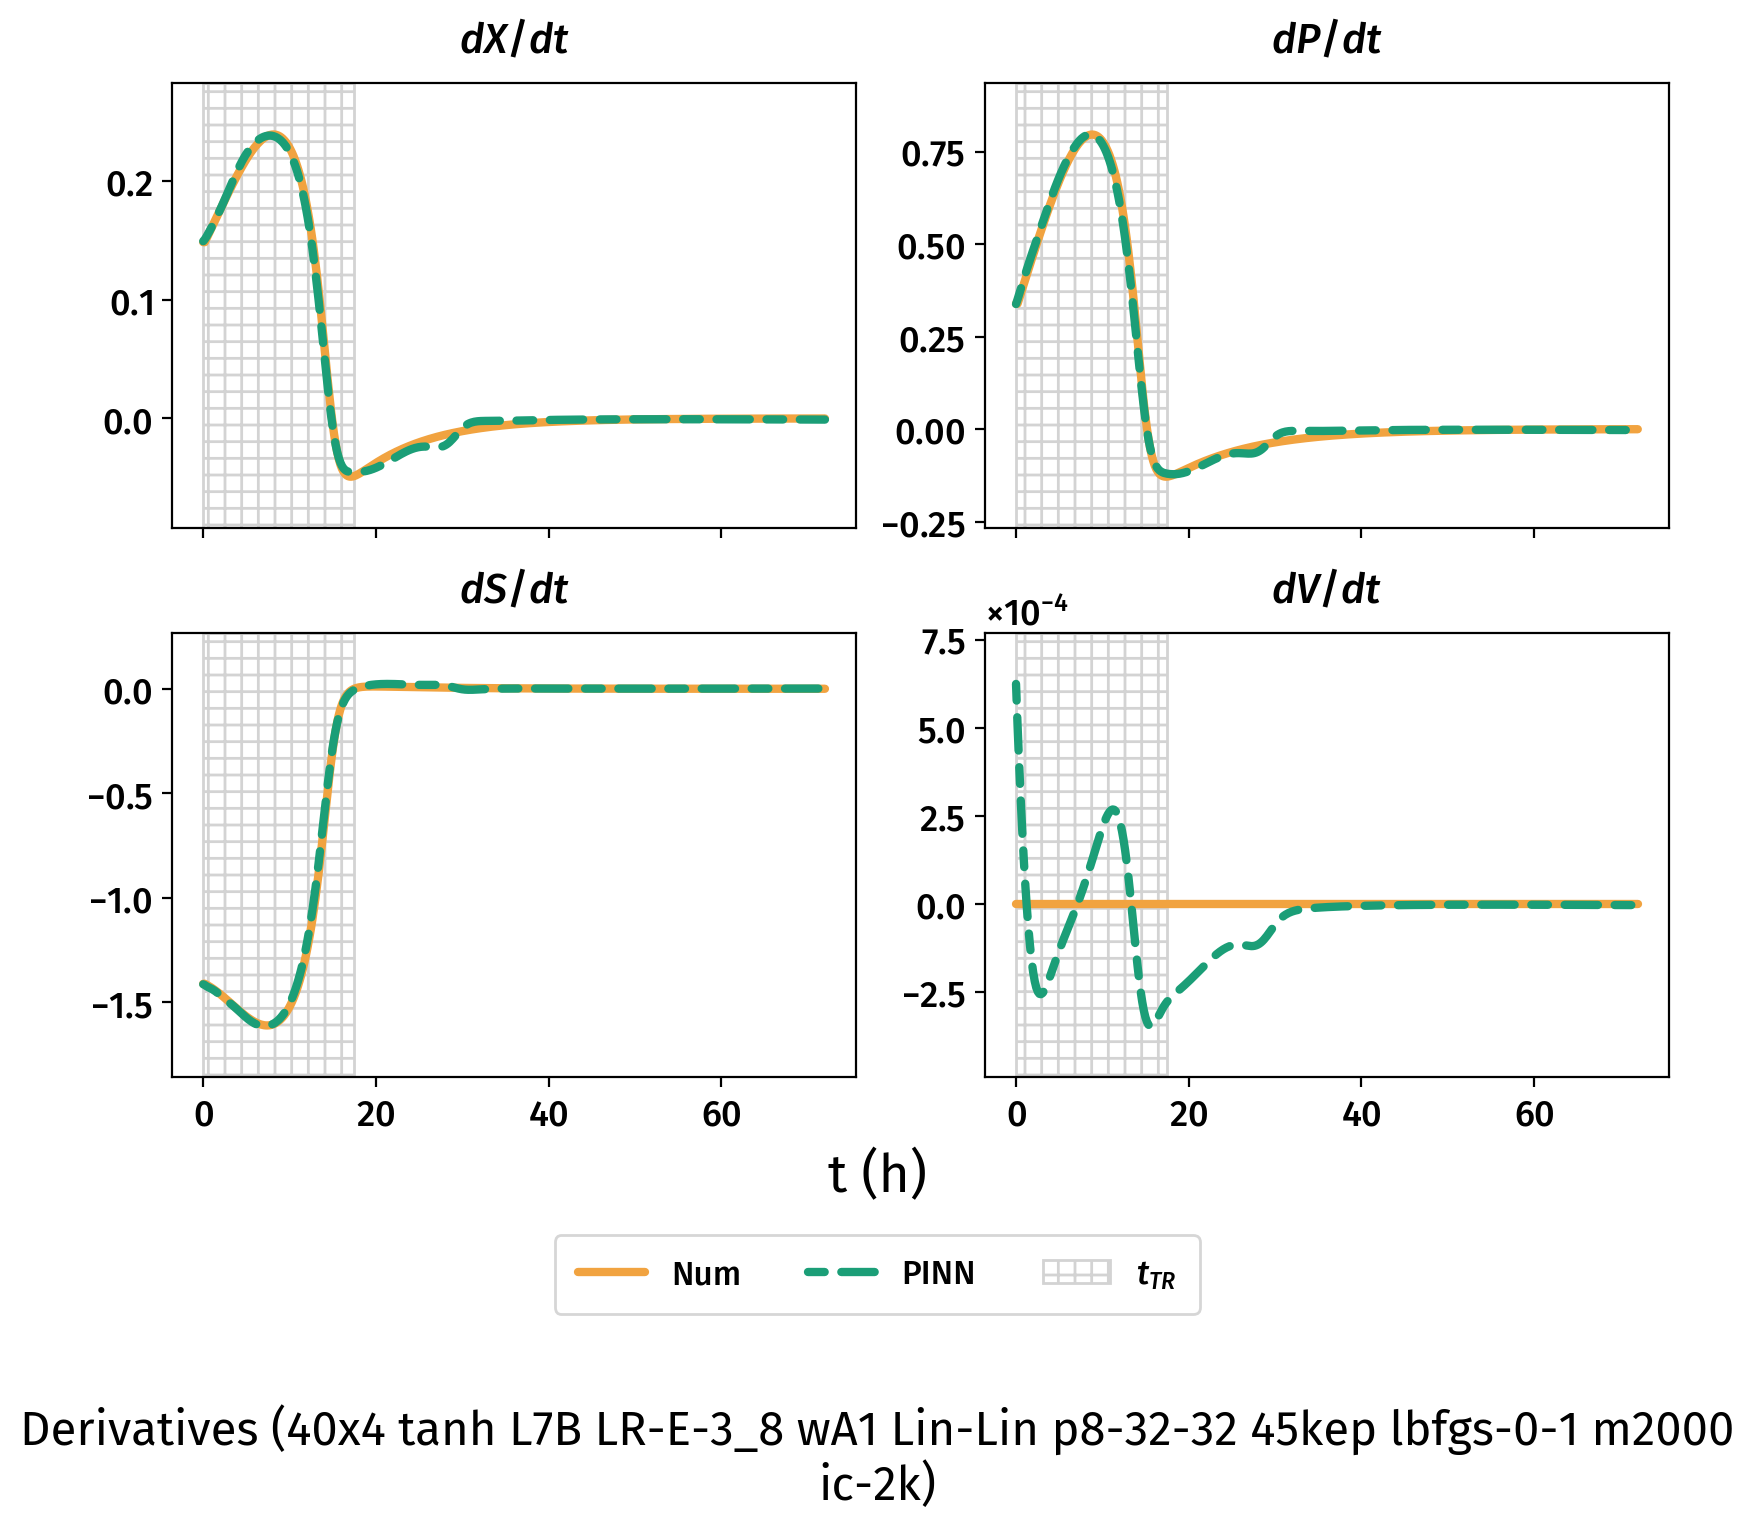 dX/dt
dP/dt
0.2
0.1
0.0
0.75
0.50
0.25
0.00
−0.25
dS/dt
dV/dt
×10⁻⁴
0.0
−0.5
−1.0
−1.5
7.5
5.0
2.5
0.0
−2.5
0 20 40 60
0 20 40 60
t (h)
Num PINN t_TR
Derivatives (40x4 tanh L7B LR-E-3_8 wA1 Lin-Lin p8-32-32 45kep lbfgs-0-1 m2000
ic-2k)